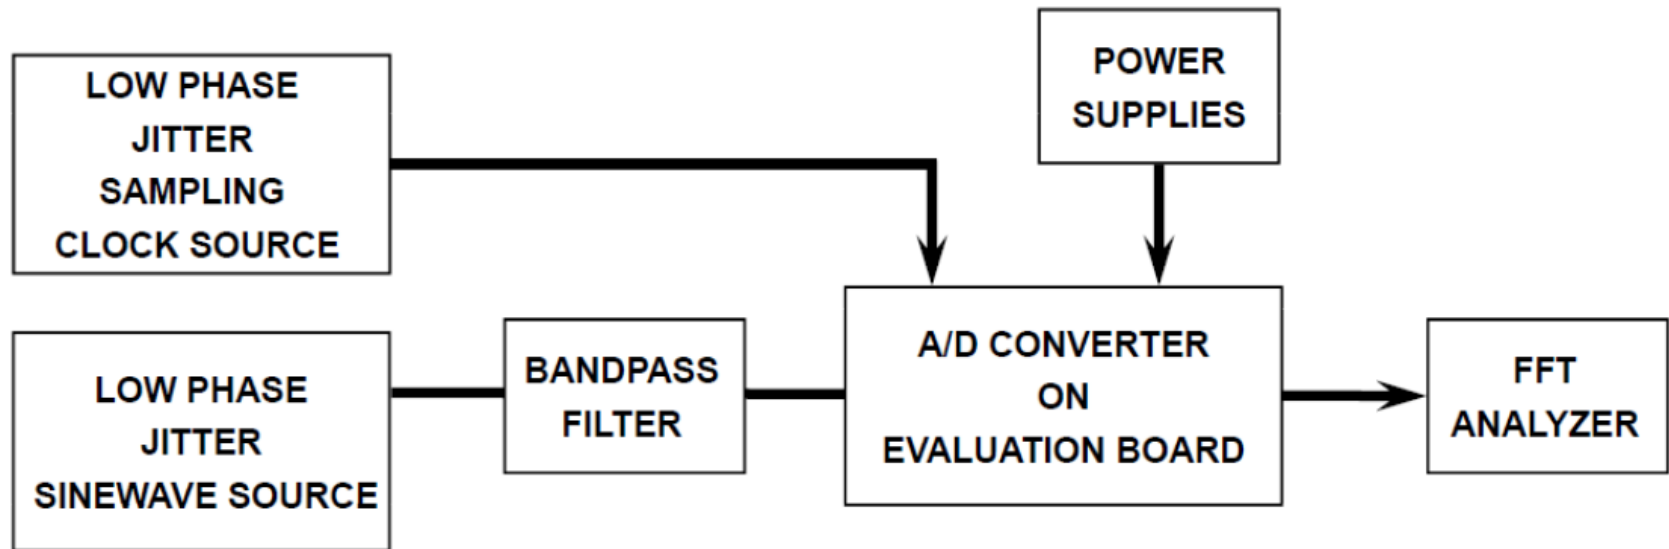 LOW PHASE
JITTER
SAMPLING
CLOCK SOURCE
POWER
SUPPLIES
LOW PHASE
JITTER
SINEWAVE SOURCE
BANDPASS
FILTER
A/D CONVERTER
ON
EVALUATION BOARD
FFT
ANALYZER